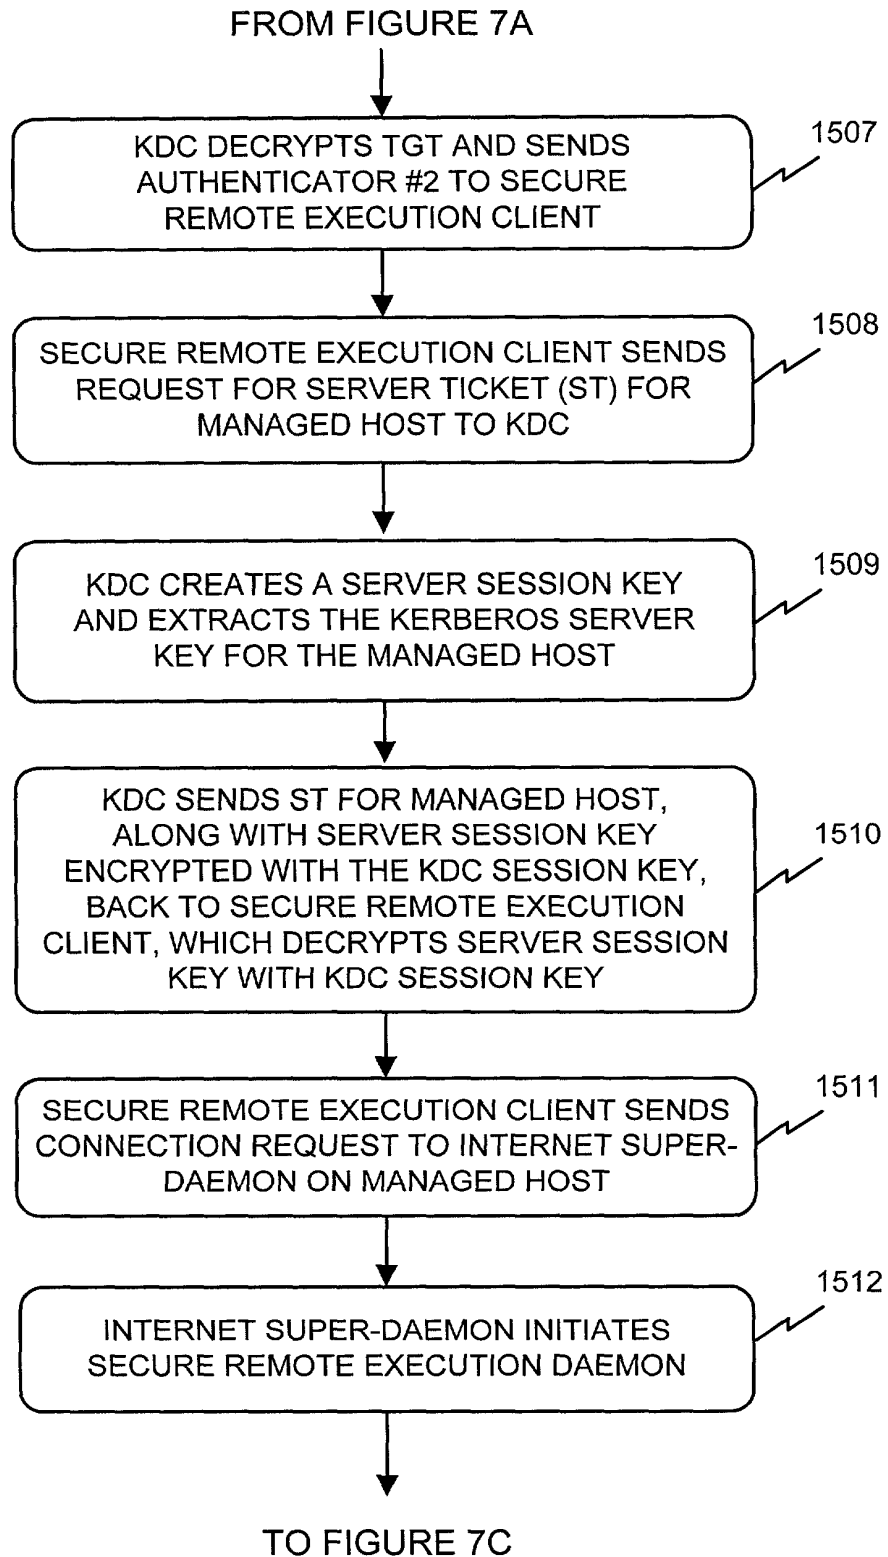 FROM FIGURE 7A
KDC DECRYPTS TGT AND SENDS
AUTHENTICATOR #2 TO SECURE
REMOTE EXECUTION CLIENT
1507
SECURE REMOTE EXECUTION CLIENT SENDS
REQUEST FOR SERVER TICKET (ST) FOR
MANAGED HOST TO KDC
1508
KDC CREATES A SERVER SESSION KEY
AND EXTRACTS THE KERBEROS SERVER
KEY FOR THE MANAGED HOST
1509
KDC SENDS ST FOR MANAGED HOST,
ALONG WITH SERVER SESSION KEY
ENCRYPTED WITH THE KDC SESSION KEY,
BACK TO SECURE REMOTE EXECUTION
CLIENT, WHICH DECRYPTS SERVER SESSION
KEY WITH KDC SESSION KEY
1510
SECURE REMOTE EXECUTION CLIENT SENDS
CONNECTION REQUEST TO INTERNET SUPER-
DAEMON ON MANAGED HOST
1511
INTERNET SUPER-DAEMON INITIATES
SECURE REMOTE EXECUTION DAEMON
1512
TO FIGURE 7C